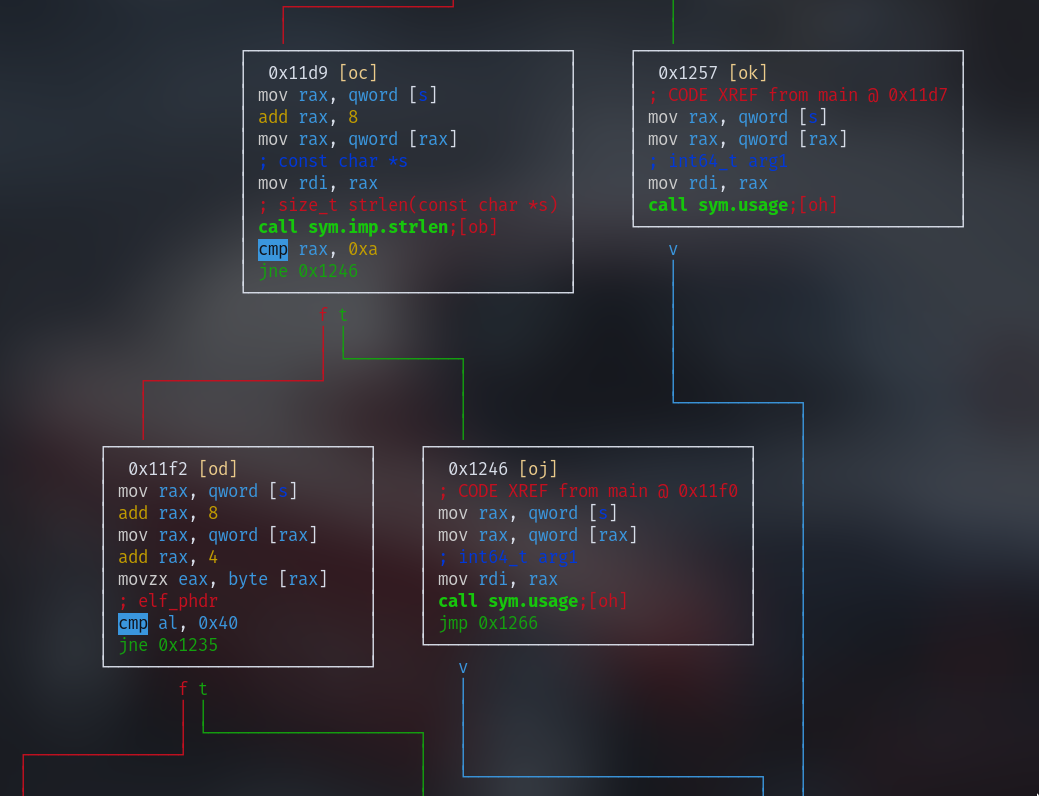 0x11d9 [oc]
mov rax, qword [s]
add rax, 8
mov rax, qword [rax]
; const char *s
mov rdi, rax
; size_t strlen(const char *s)
call sym.imp.strlen;[ob]
cmp rax, 0xa
jne 0x1246
0x1257 [ok]
; CODE XREF from main @ 0x11d7
mov rax, qword [s]
mov rax, qword [rax]
; int64_t arg1
mov rdi, rax
call sym.usage;[oh]
v
f t
0x11f2 [od]
mov rax, qword [s]
add rax, 8
mov rax, qword [rax]
add rax, 4
movzx eax, byte [rax]
; elf_phdr
cmp al, 0x40
jne 0x1235
0x1246 [oj]
; CODE XREF from main @ 0x11f0
mov rax, qword [s]
mov rax, qword [rax]
; int64_t arg1
mov rdi, rax
call sym.usage;[oh]
jmp 0x1266
v
f t